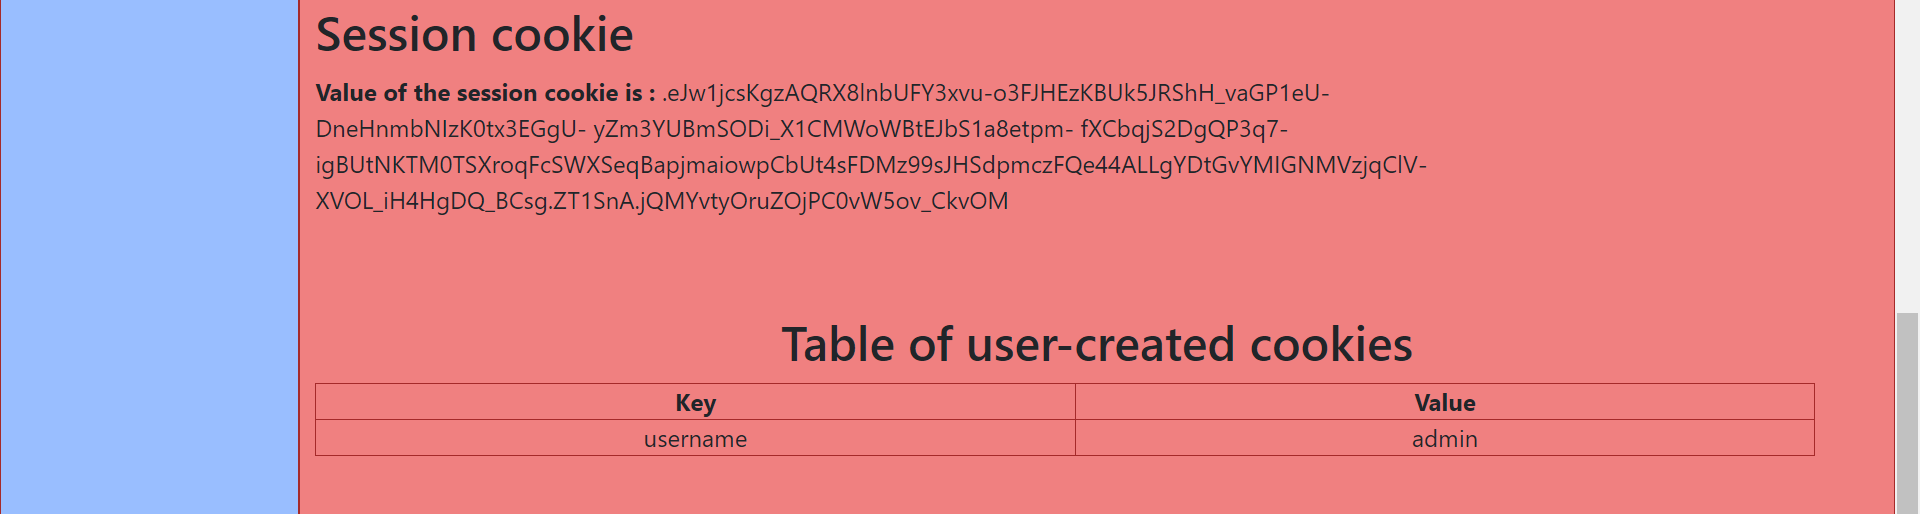 Session cookie
Value of the session cookie is : .eJw1jcsKgzAQRX8lnbUFY3xvu-o3FJHEzKBUk5JRShH_vaGP1eU-
DneHnmbNIzK0tx3EGgU- yZm3YUBmSODi_X1CMWoWBtEJbS1a8etpm- fXCbqjS2DgQP3q7-
igBUtNKTM0TSXroqFcSWXSeqBapjmaiowpCbUt4sFDMz99sJHSdpmczFQe44ALLgYDtGvYMIGNMVzjqClV-
XVOL_iH4HgDQ_BCsg.ZT1SnA.jQMYvtyOruZOjPC0vW5ov_CkvOM
Table of user-created cookies
Key Value
username admin